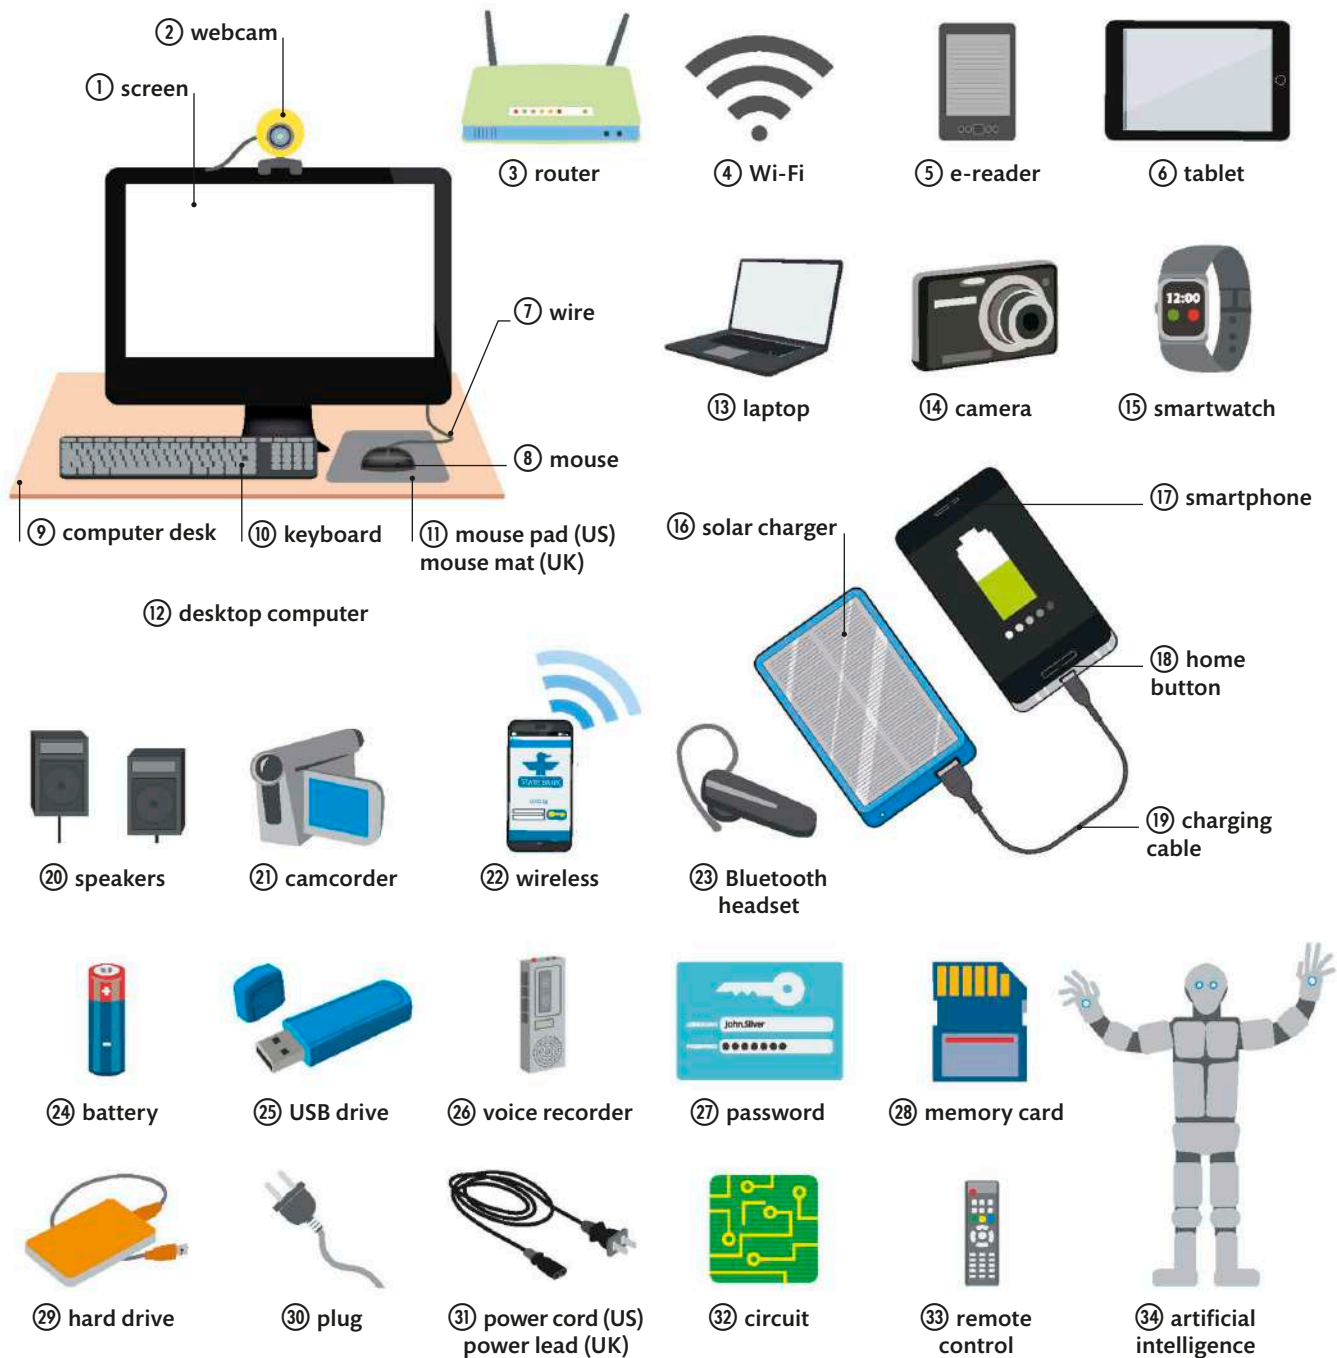 ② webcam
① screen
③ router
④ Wi-Fi
⑤ e-reader
⑥ tablet
⑦ wire
12:00
⑬ laptop
⑭ camera
⑮ smartwatch
⑧ mouse
⑨ computer desk
⑩ keyboard
⑪ mouse pad (US)
mouse mat (UK)
⑫ desktop computer
⑯ solar charger
⑰ smartphone
⑱ home
button
⑲ charging
cable
STATE BANK
⑳ speakers
㉑ camcorder
㉒ wireless
㉓ Bluetooth
headset
John.Silver
㉔ battery
㉕ USB drive
㉖ voice recorder
㉗ password
㉘ memory card
㉙ hard drive
㉚ plug
㉛ power cord (US)
power lead (UK)
㉜ circuit
㉝ remote
control
㉞ artificial
intelligence